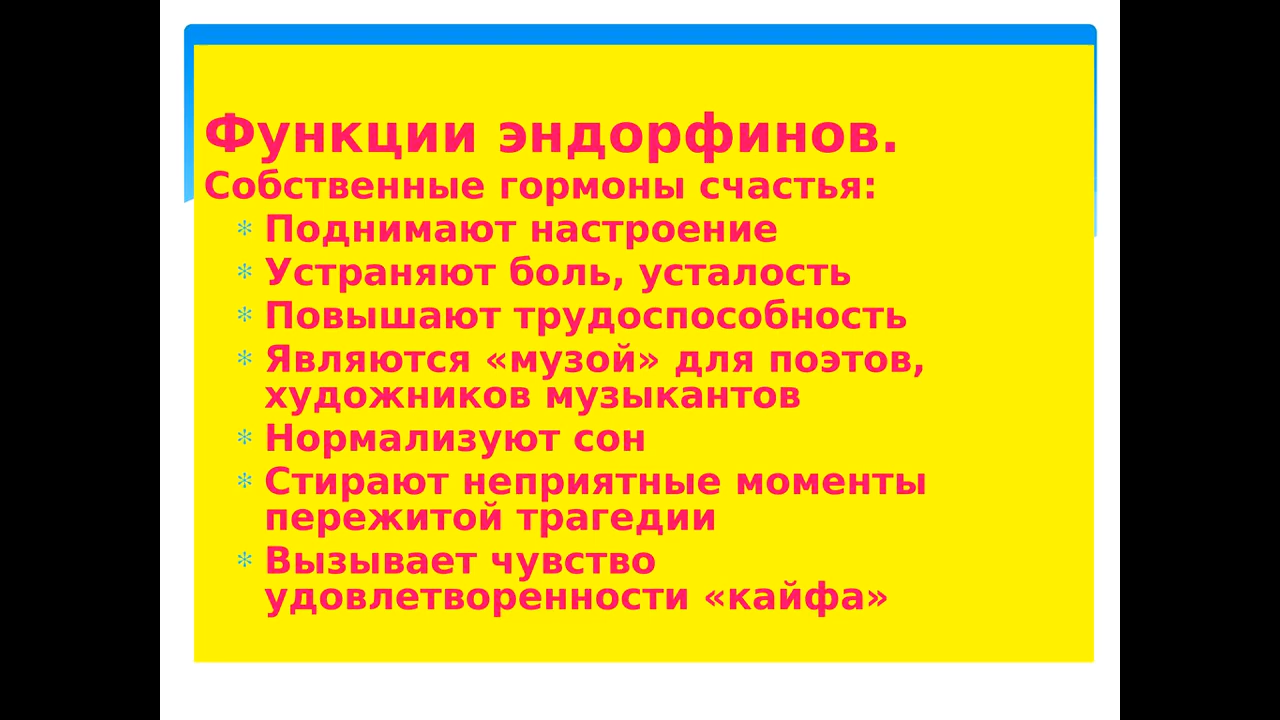 Функции эндорфинов.
Собственные гормоны счастья:
* Поднимают настроение
* Устраняют боль, усталость
* Повышают трудоспособность
* Являются «музой» для поэтов,
художников музыкантов
* Нормализуют сон
* Стирают неприятные моменты
пережитой трагедии
* Вызывает чувство
удовлетворенности «кайфа»